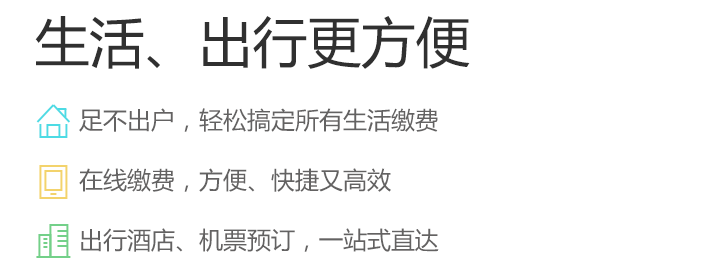 生活、出行更方便
足不出户，轻松搞定所有生活缴费
在线缴费，方便、快捷又高效
出行酒店、机票预订，一站式直达